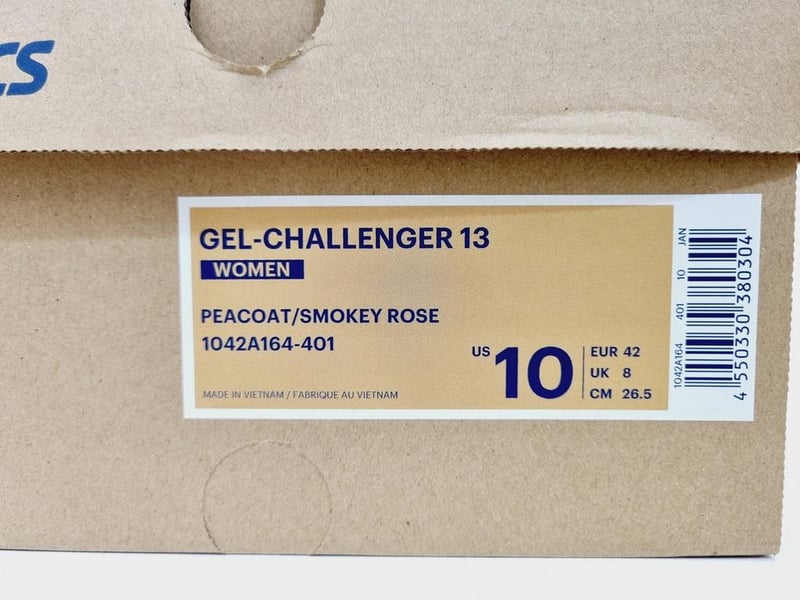 CS
GEL-CHALLENGER 13
WOMEN
PEACOAT/SMOKEY ROSE
1042A164-401
US 10
EUR 42
UK 8
CM 26.5
MADE IN VIETNAM / FABRIQUE AU VIETNAM
1042A164 401 10 JAN
4 550330 380304